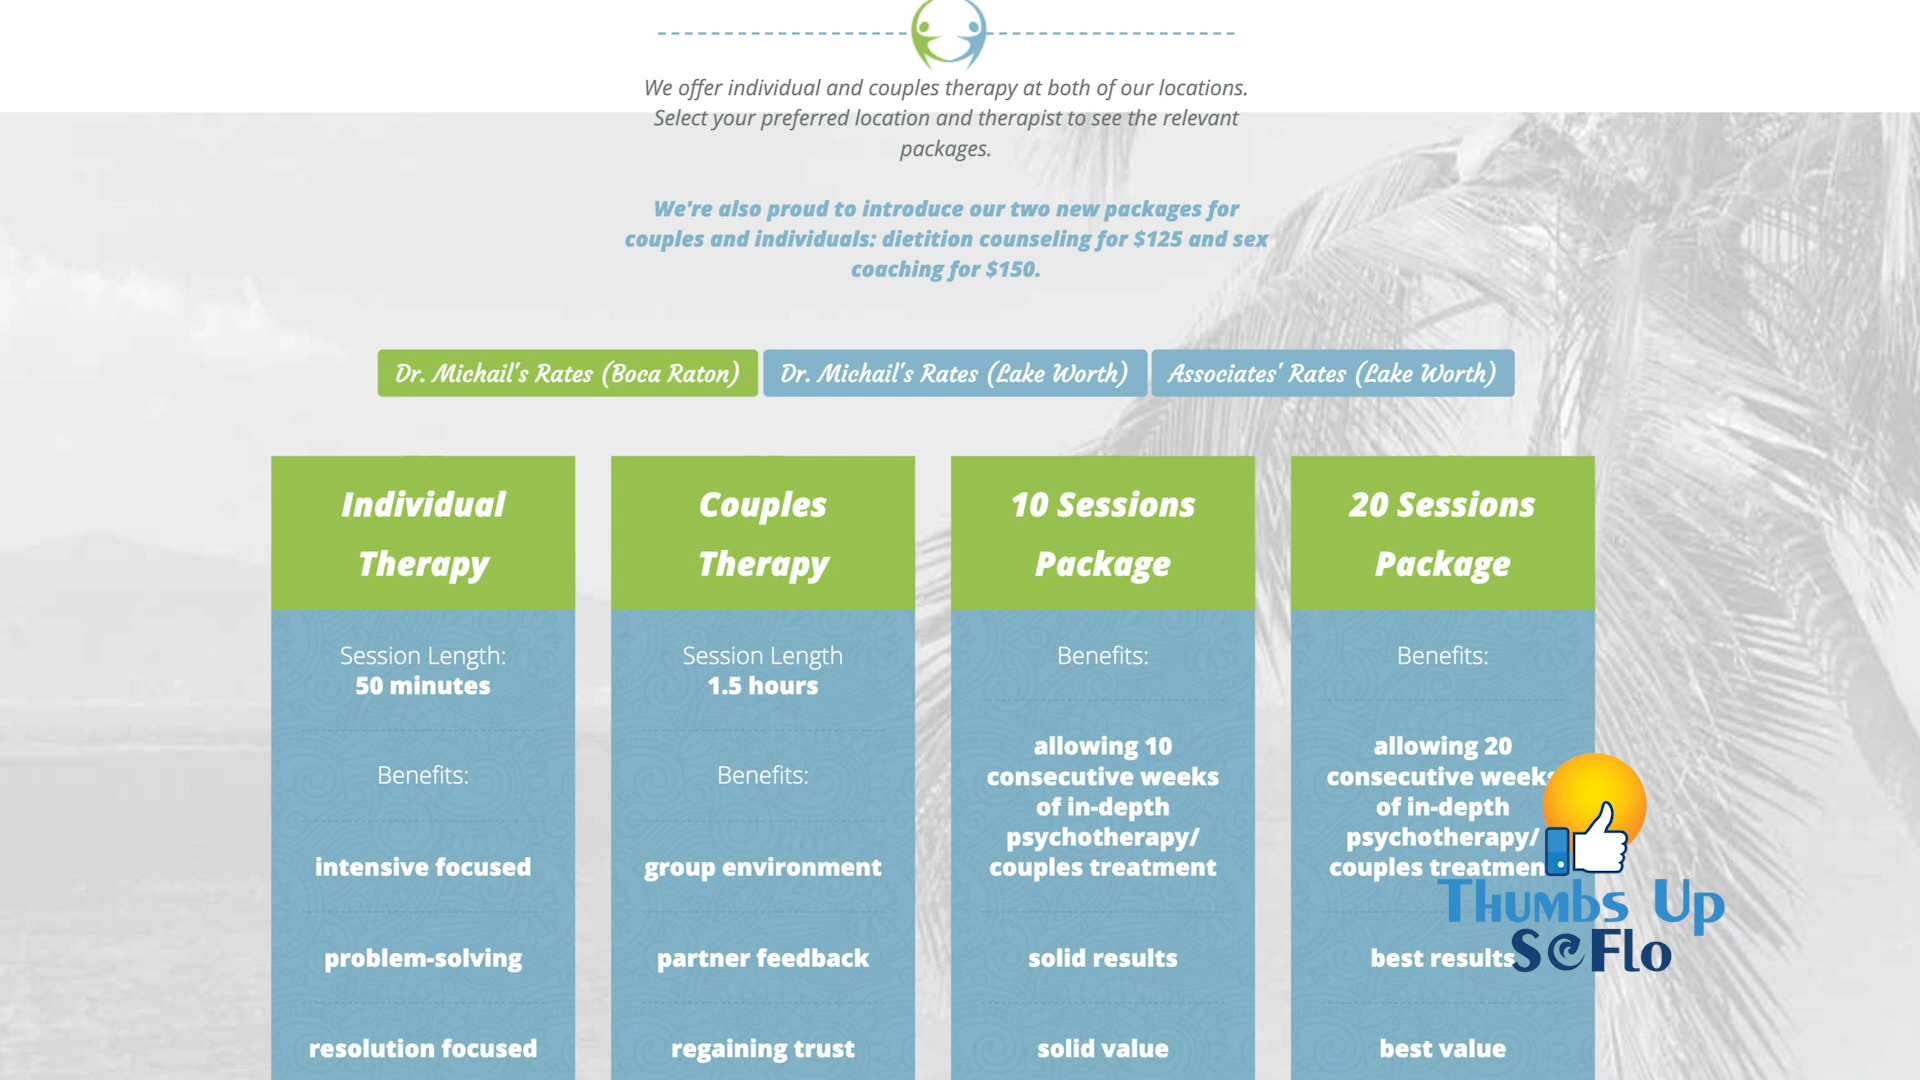 We offer individual and couples therapy at both of our locations.
Select your preferred location and therapist to see the relevant
packages.
We're also proud to introduce our two new packages for
couples and individuals: dietition counseling for $125 and sex
coaching for $150.
Dr. Michail's Rates (Boca Raton)
Dr. Michail's Rates (Lake Worth)
Associates' Rates (Lake Worth)
Individual
Therapy
Session Length:
50 minutes
Benefits:
intensive focused
problem-solving
resolution focused
Couples
Therapy
Session Length
1.5 hours
Benefits:
group environment
partner feedback
regaining trust
10 Sessions
Package
Benefits:
allowing 10
consecutive weeks
of in-depth
psychotherapy/
couples treatment
solid results
solid value
20 Sessions
Package
Benefits:
allowing 20
consecutive weeks
of in-depth
psychotherapy/
couples treatment
best results
best value
Thumbs Up
SoFlo